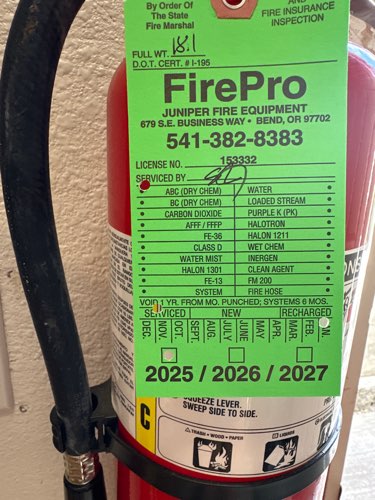 By Order of
The State
Fire Marshal
AND
FIRE INSURANCE
INSPECTION
FULL WT. 18.1
D.O.T. CERT. # I-195
FirePro
JUNIPER FIRE EQUIPMENT
679 S.E. BUSINESS WAY • BEND, OR 97702
541-382-8383
LICENSE NO. 153332
SERVICED BY
ABC (DRY CHEM) WATER
BC (DRY CHEM) LOADED STREAM
CARBON DIOXIDE PURPLE K (PK)
AFFF / FFFP HALOTRON
FE-36 HALON 1211
CLASS D WET CHEM
WATER MIST INERGEN
HALON 1301 CLEAN AGENT
FE-13 FM 200
SYSTEM FIRE HOSE
VOID 1 YR. FROM MO. PUNCHED; SYSTEMS 6 MOS.
SERVICED NEW RECHARGED
DEC. NOV. OCT. SEPT. AUG. JULY JUNE MAY APR. MAR. FEB.
2025 / 2026 / 2027
SQUEEZE LEVER.
SWEEP SIDE TO SIDE.
C
TRASH • WOOD • PAPER
LIQUIDS